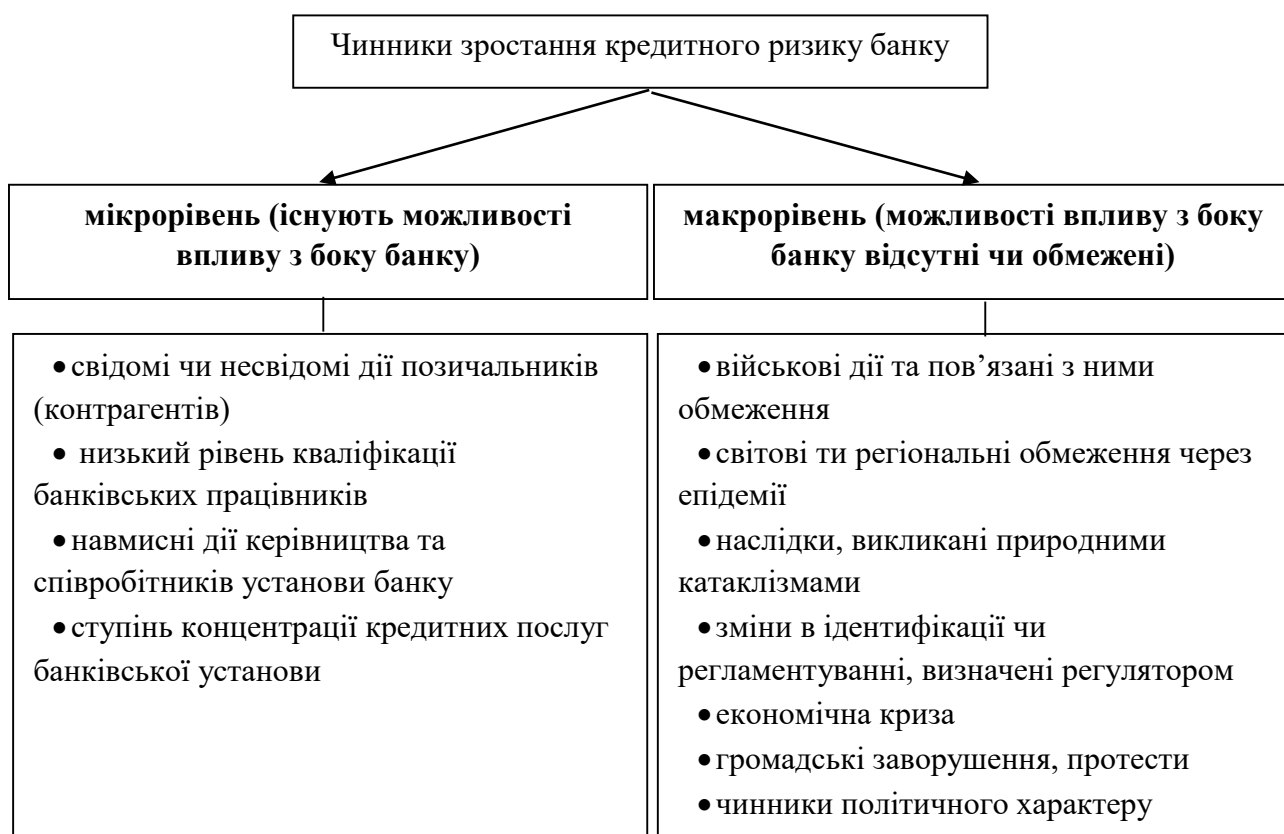 Чинники зростання кредитного ризику банку
мікрорівень (існують можливості
впливу з боку банку)
макрорівень (можливості впливу з боку
банку відсутні чи обмежені)
•свідомі чи несвідомі дії позичальників
(контрагентів)
• низький рівень кваліфікації
банківських працівників
•навмисні дії керівництва та
співробітників установи банку
•ступінь концентрації кредитних послуг
банківської установи
•військові дії та пов’язані з ними
обмеження
•світові ти регіональні обмеження через
епідемії
•наслідки, викликані природними
катаклізмами
•зміни в ідентифікації чи
регламентуванні, визначені регулятором
•економічна криза
•громадські заворушення, протести
•чинники політичного характеру